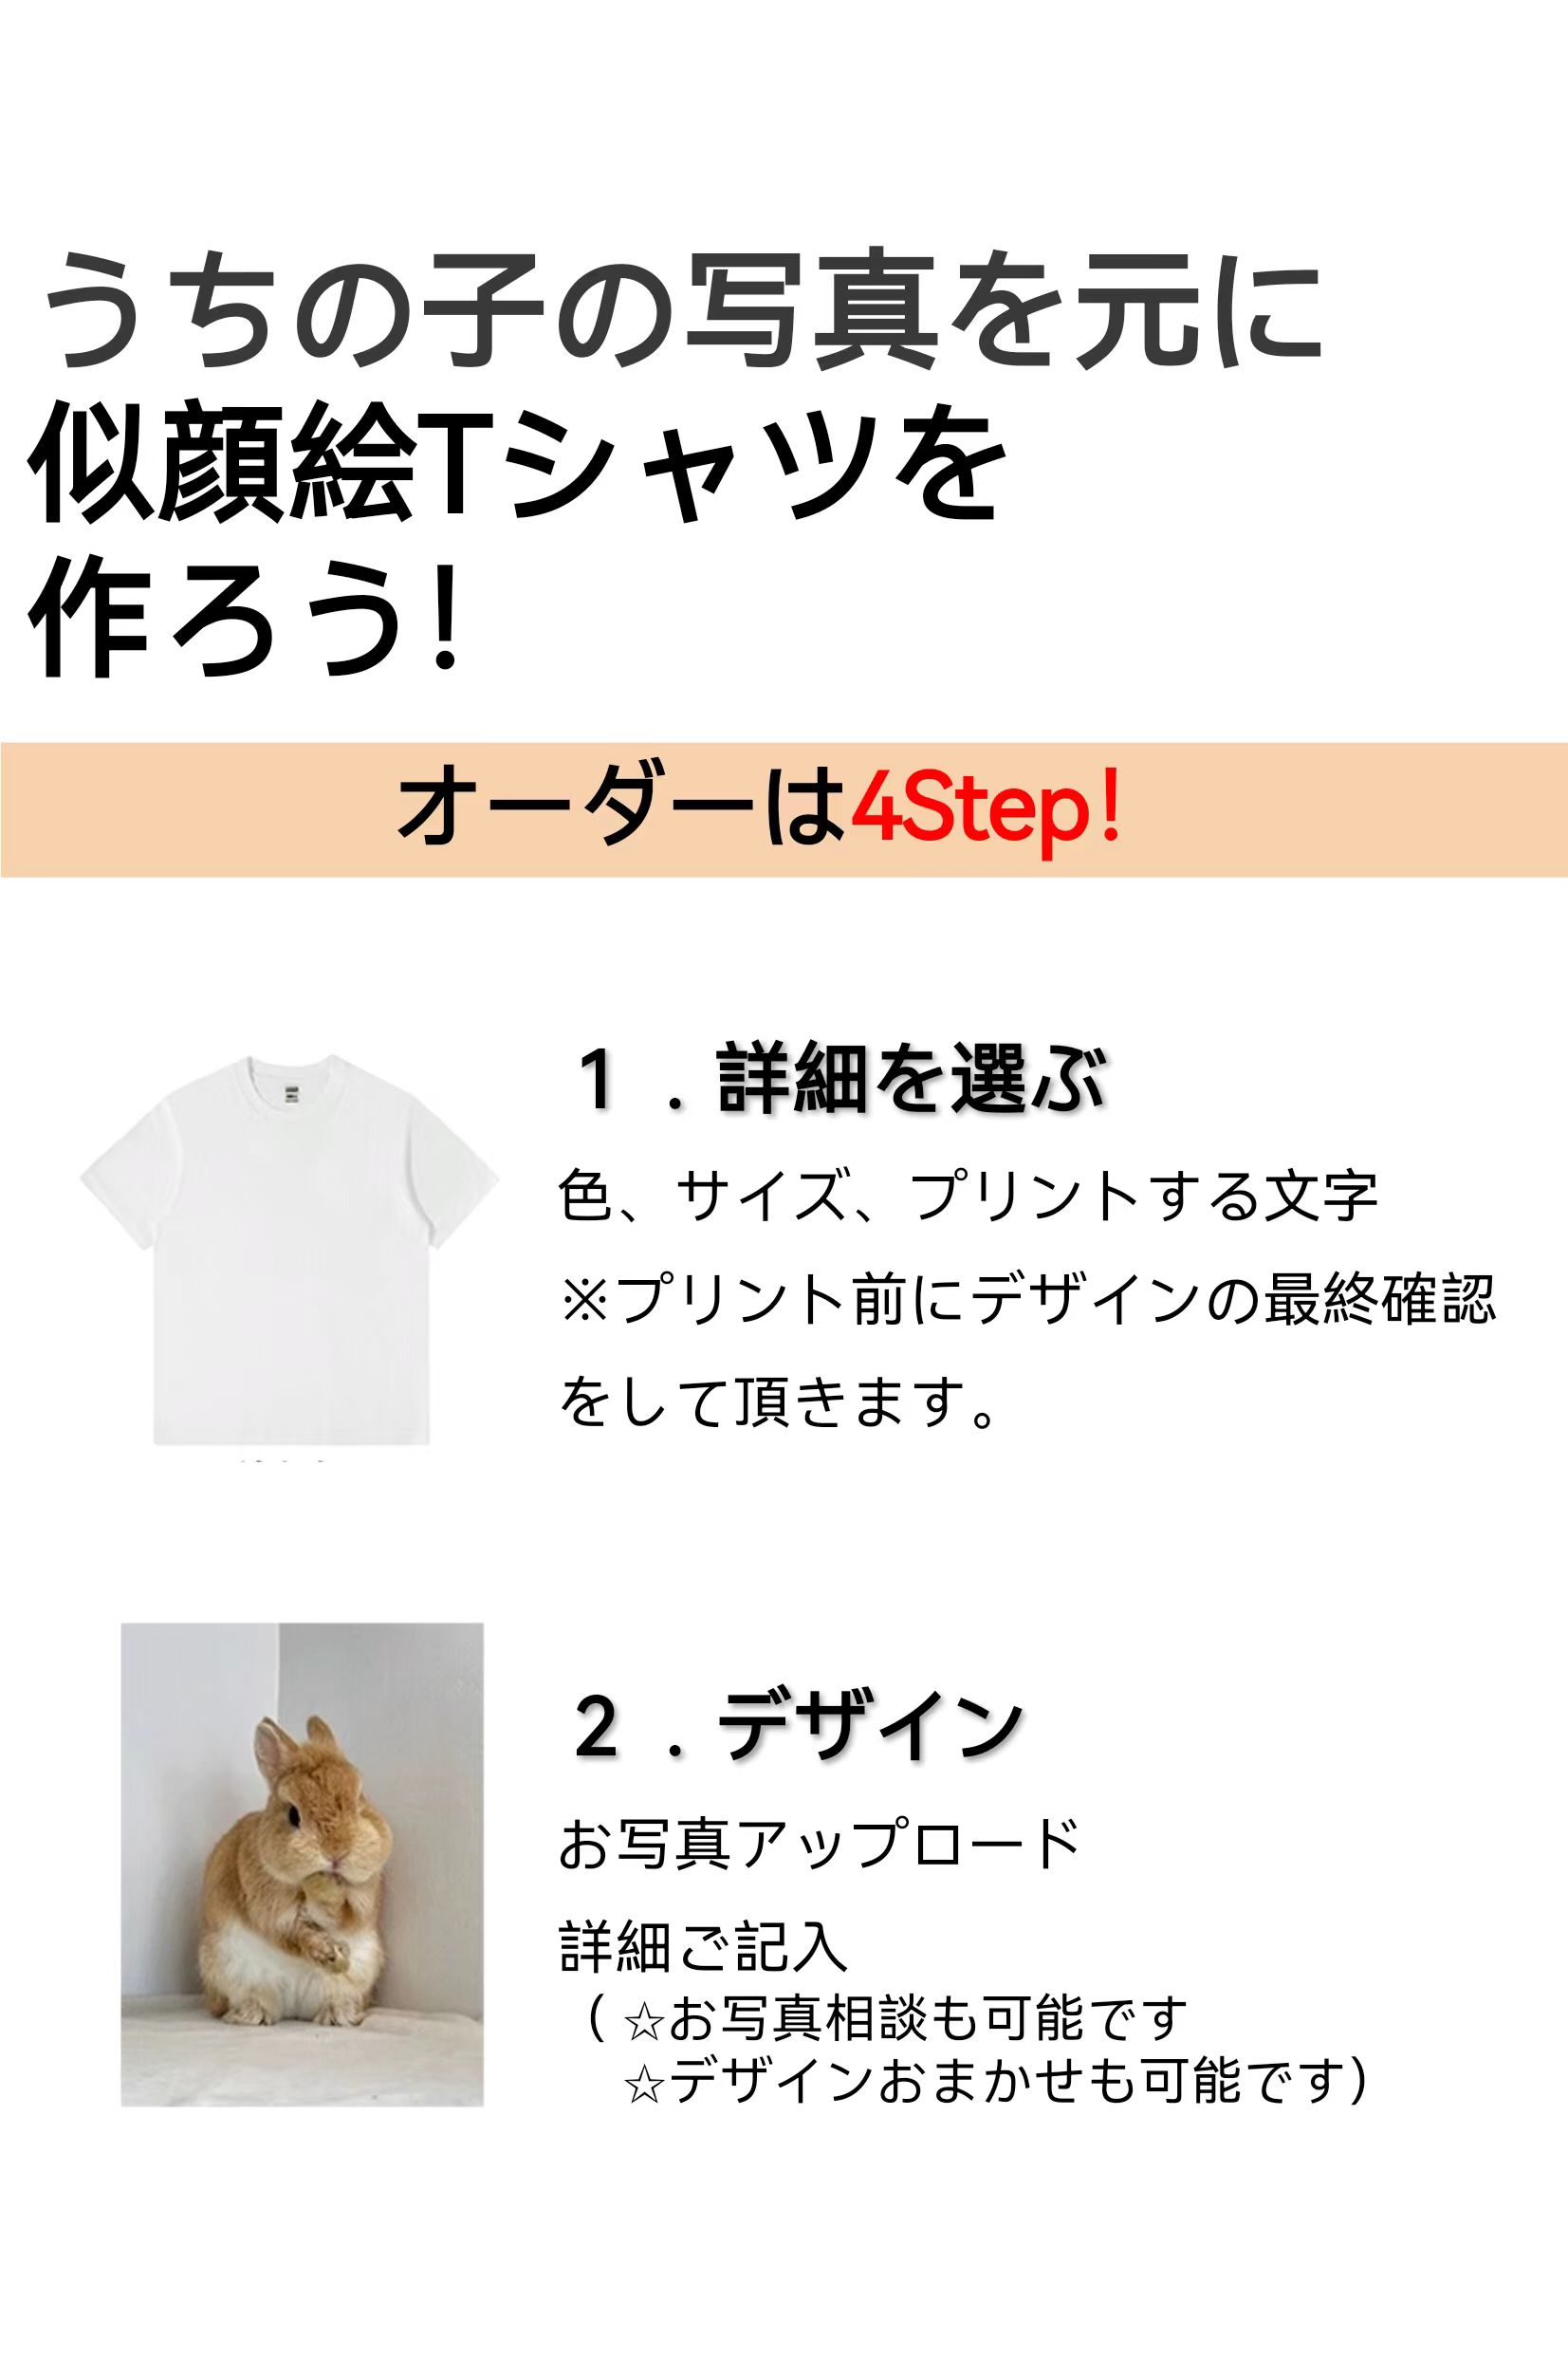 うちの子の写真を元に
似顔絵Tシャツを
作ろう!
オーダーは4Step!
1．詳細を選ぶ
色、サイズ、プリントする文字
※プリント前にデザインの最終確認
をして頂きます。
2．デザイン
お写真アップロード
詳細ご記入
（ ☆お写真相談も可能です
☆デザインおまかせも可能です）